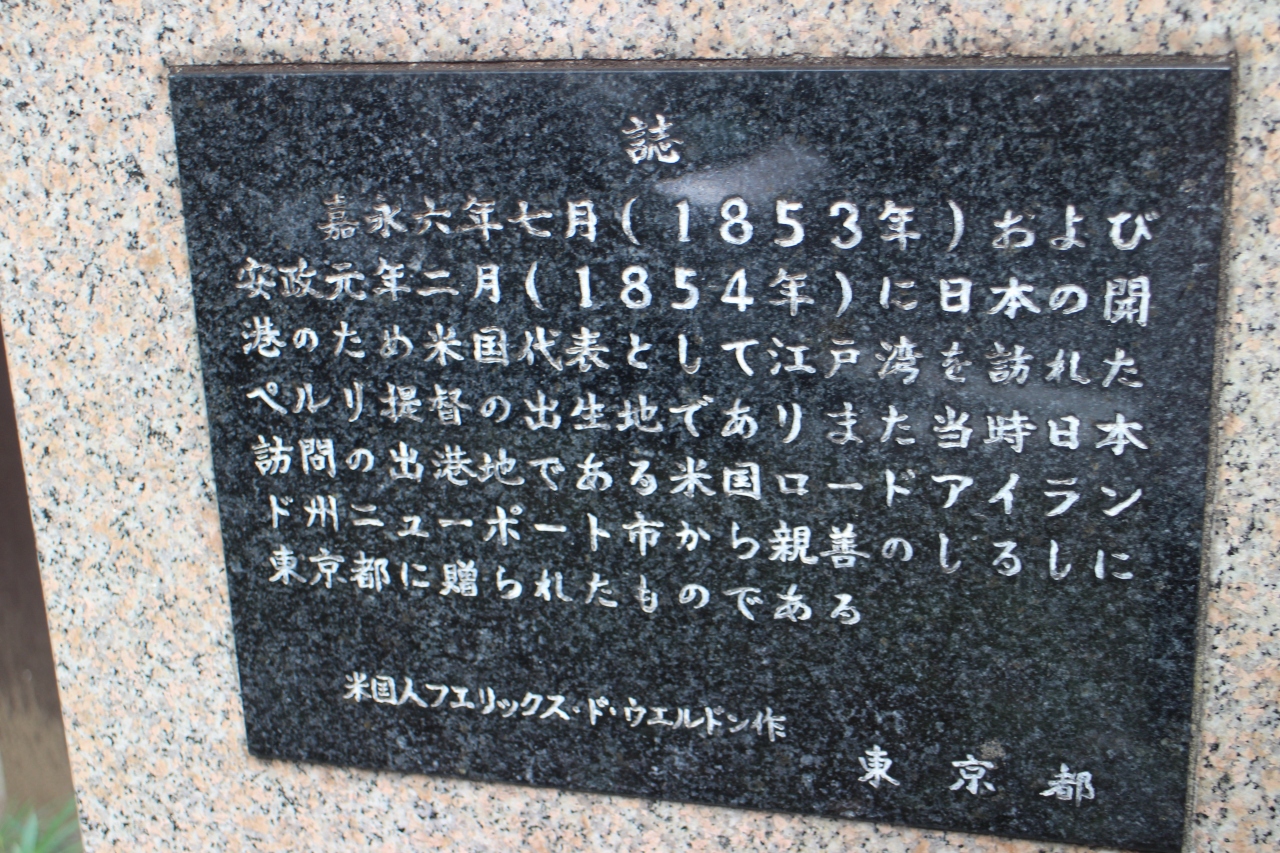 誌
嘉永六年七月(1853年)および
安政元年二月(1854年)に日本の開
港のため米国代表として江戸湾を訪れた
ペルリ提督の出生地でありまた当時日本
訪問の出港地である米国ロードアイラン
ド州ニューポート市から親善のしるしに
東京都に贈られたものである
米国人フエリックス・ド・ウエルドン作
東京都